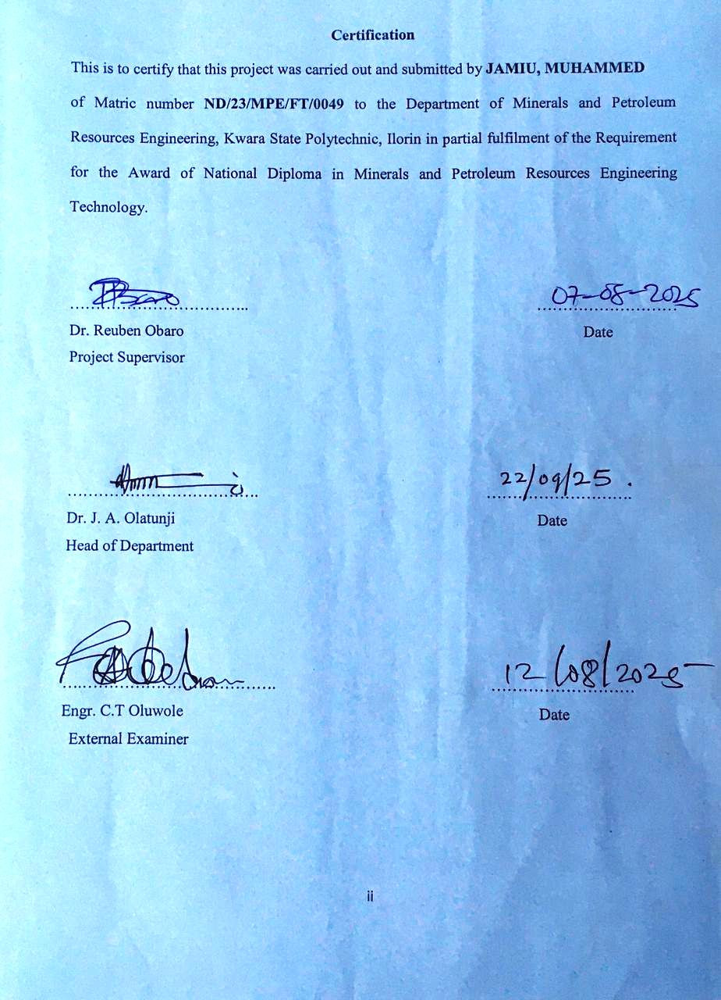 Certification
This is to certify that this project was carried out and submitted by JAMIU, MUHAMMED
of Matric number ND/23/MPE/FT/0049 to the Department of Minerals and Petroleum
Resources Engineering, Kwara State Polytechnic, Ilorin in partial fulfilment of the Requirement
for the Award of National Diploma in Minerals and Petroleum Resources Engineering
Technology.
07-08-2025
Dr. Reuben Obaro
Date
Project Supervisor
22/09/25.
Dr. J. A. Olatunji
Date
Head of Department
12/08/2025
Engr. C.T Oluwole
Date
External Examiner
ii